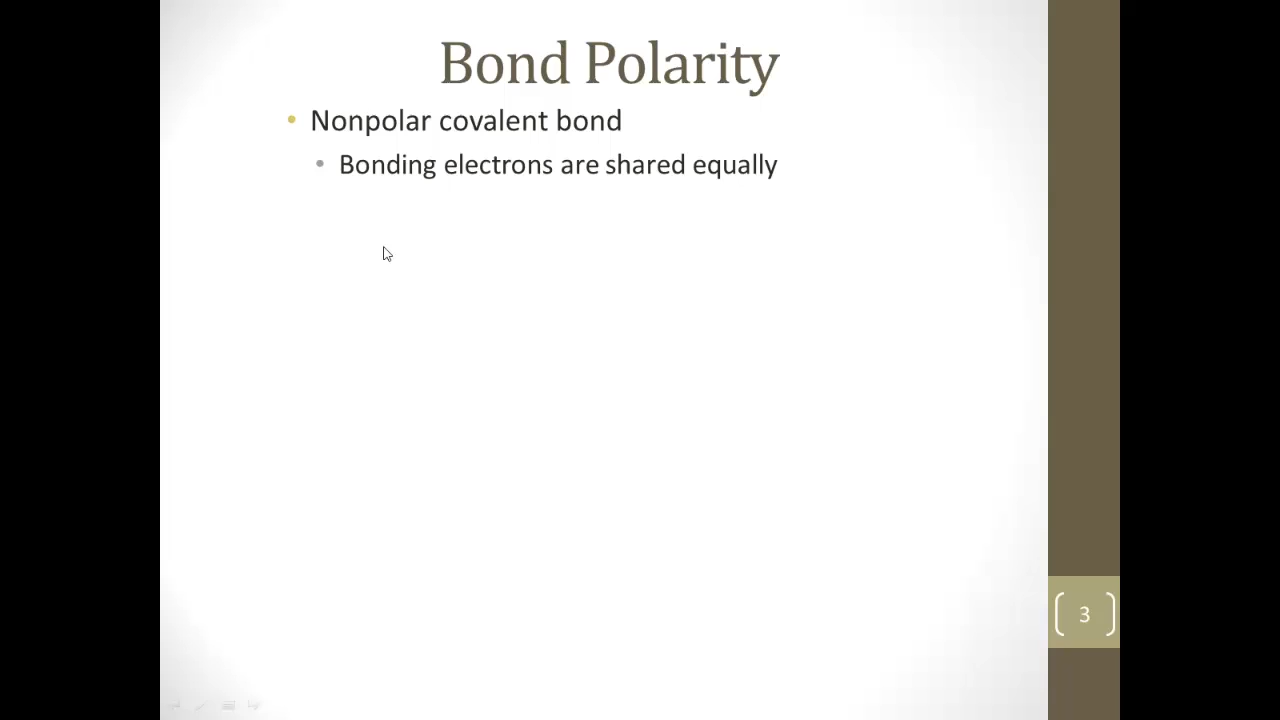 Bond Polarity
• Nonpolar covalent bond
• Bonding electrons are shared equally
3